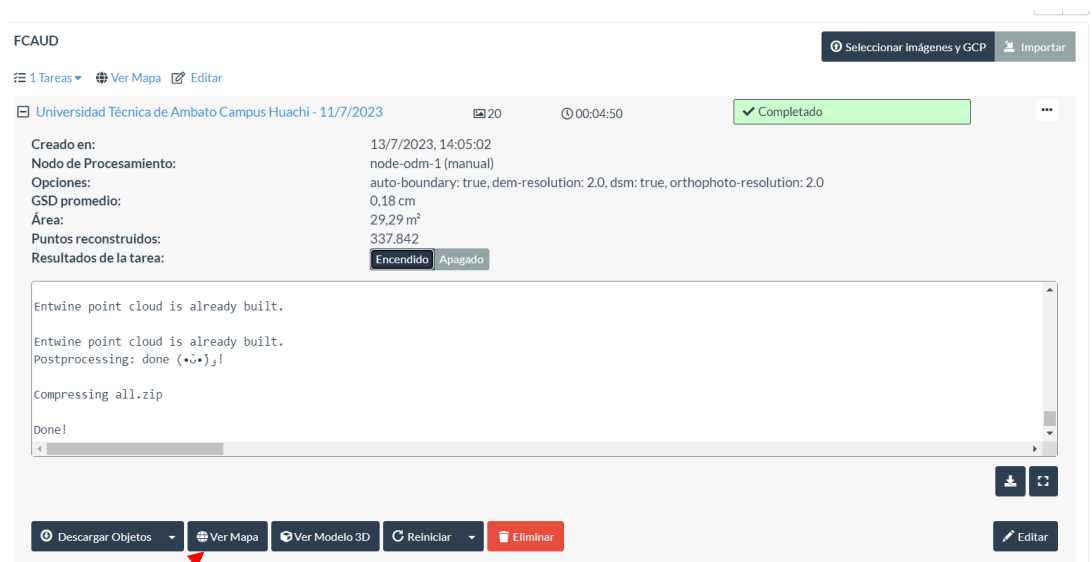 FCAUD
Seleccionar imágenes y GCP Importar
1 Tareas Ver Mapa Editar
Universidad Técnica de Ambato Campus Huachi - 11/7/2023 20 00:04:50 Completado
Creado en: 13/7/2023, 14:05:02
Nodo de Procesamiento: node-odm-1 (manual)
Opciones: auto-boundary: true, dem-resolution: 2.0, dsm: true, orthophoto-resolution: 2.0
GSD promedio: 0,18 cm
Área: 29,29 m²
Puntos reconstruidos: 337.842
Resultados de la tarea: Encendido Apagado
Entwine point cloud is already built.
Entwine point cloud is already built.
Postprocessing: done (•̀ᴗ•́)و!
Compressing all.zip
Done!
Descargar Objetos Ver Mapa Ver Modelo 3D Reiniciar Eliminar Editar